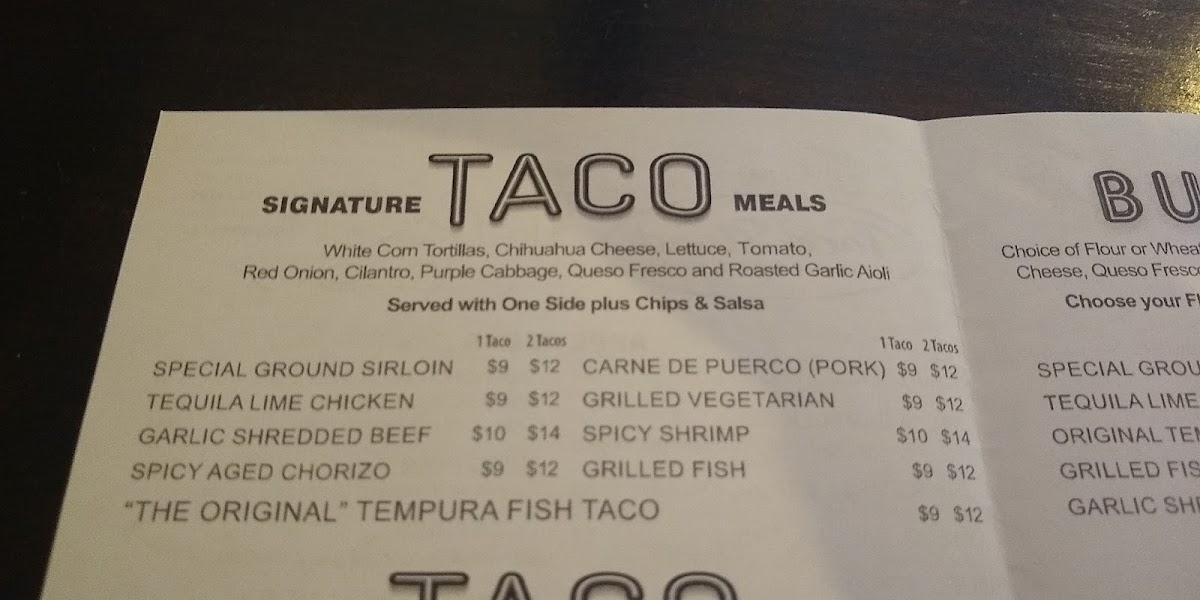 SIGNATURE TACO MEALS
White Corn Tortillas, Chihuahua Cheese, Lettuce, Tomato,
Red Onion, Cilantro, Purple Cabbage, Queso Fresco and Roasted Garlic Aioli
Served with One Side plus Chips & Salsa
1 Taco 2 Tacos 1 Taco 2 Tacos
SPECIAL GROUND SIRLOIN $9 $12 CARNE DE PUERCO (PORK) $9 $12
TEQUILA LIME CHICKEN $9 $12 GRILLED VEGETARIAN $9 $12
GARLIC SHREDDED BEEF $10 $14 SPICY SHRIMP $10 $14
SPICY AGED CHORIZO $9 $12 GRILLED FISH $9 $12
"THE ORIGINAL" TEMPURA FISH TACO $9 $12
TACO
BU
Choice of Flour or Wheat
Cheese, Queso Fresco
Choose your
SPECIAL GROU
TEQUILA LIME
ORIGINAL TEM
GRILLED FIS
GARLIC SH